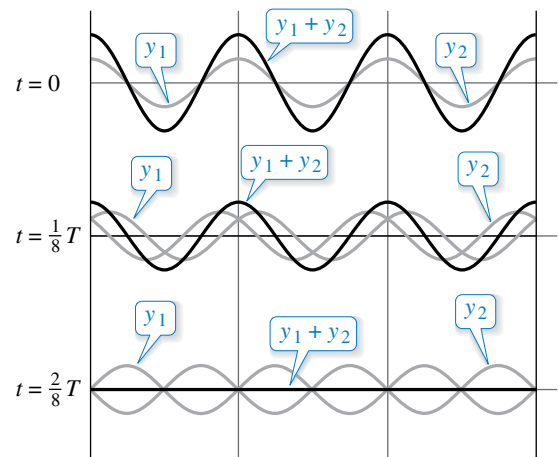 y₁ + y₂
y₁
y₂
t = 0
y₁
y₁ + y₂
y₂
t = 1/8 T
y₁
y₁ + y₂
y₂
t = 2/8 T